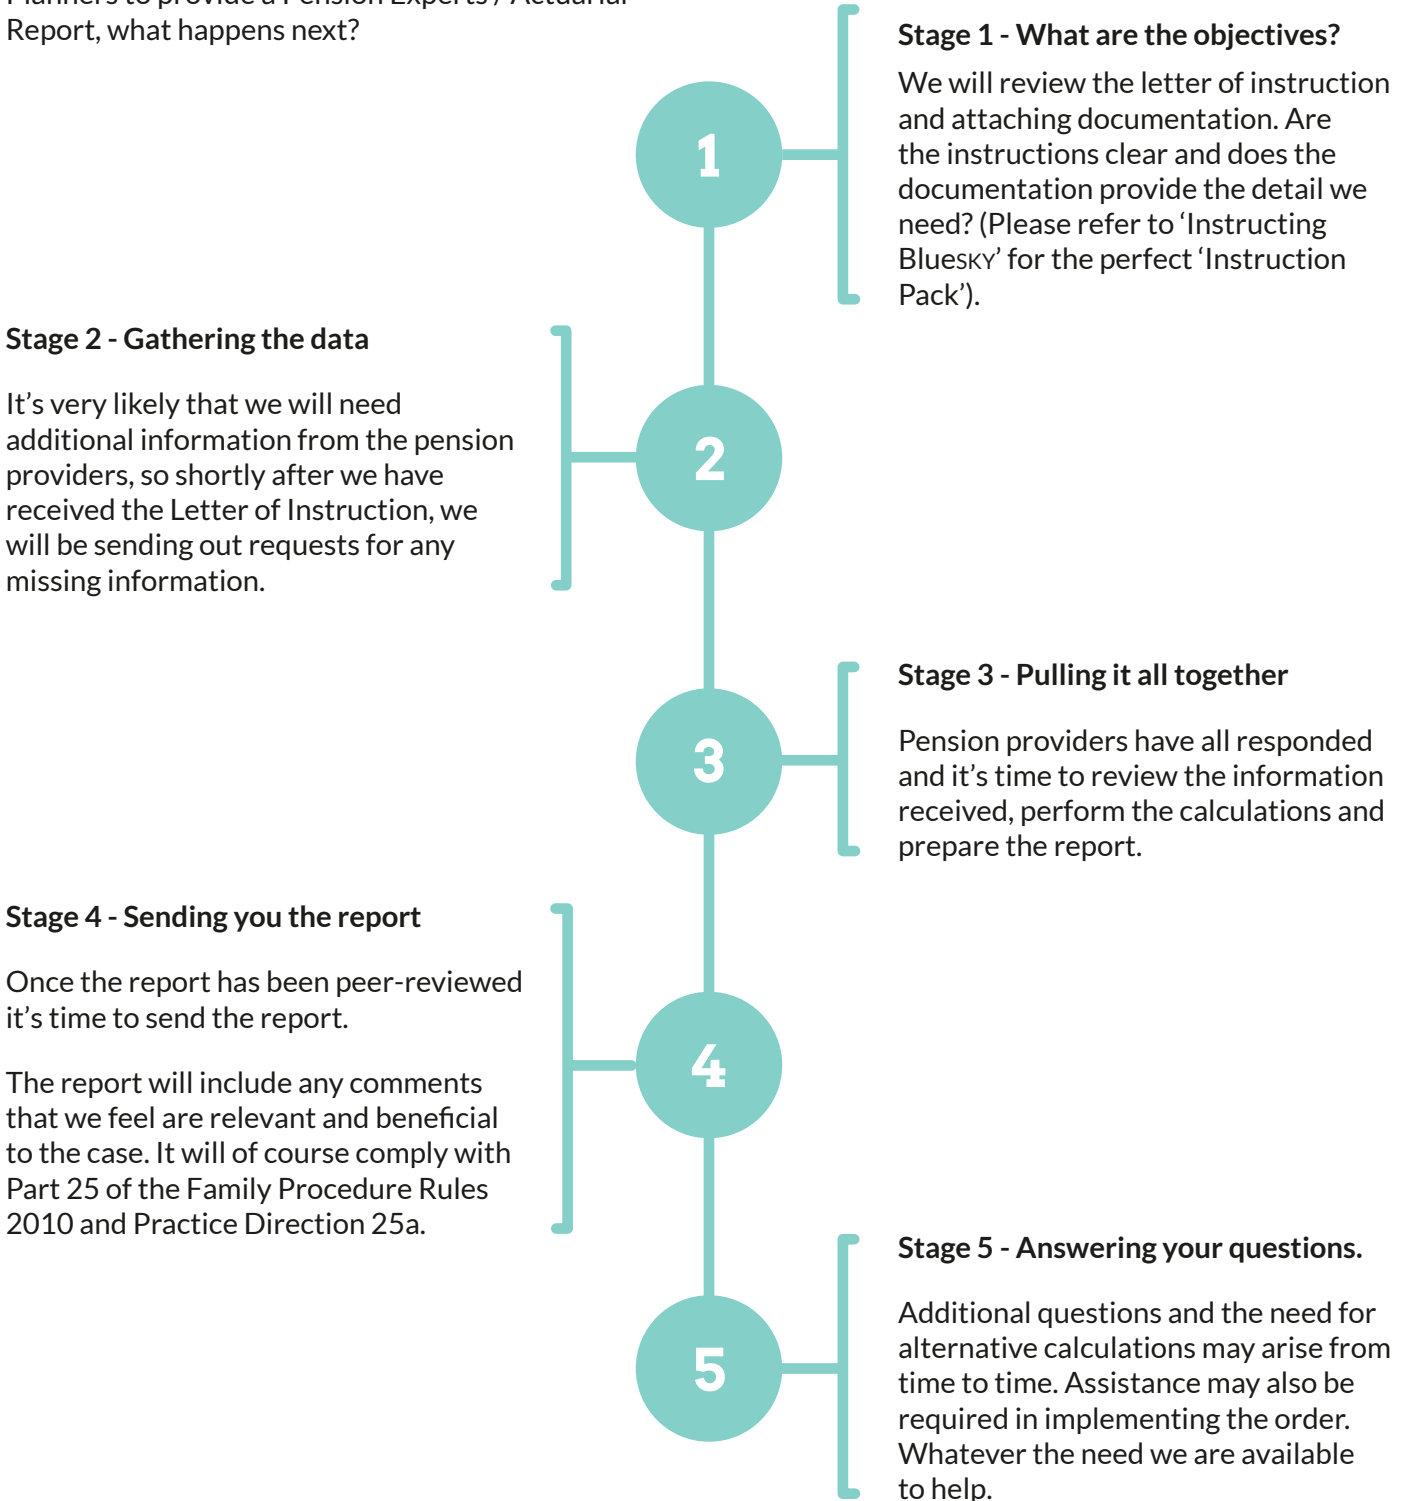 Planners to provide a Pension Experts / Actuarial
Report, what happens next?
1
Stage 1 - What are the objectives?
We will review the letter of instruction
and attaching documentation. Are
the instructions clear and does the
documentation provide the detail we
need? (Please refer to ‘Instructing
BlueSKY’ for the perfect ‘Instruction
Pack’).
2
Stage 2 - Gathering the data
It’s very likely that we will need
additional information from the pension
providers, so shortly after we have
received the Letter of Instruction, we
will be sending out requests for any
missing information.
3
Stage 3 - Pulling it all together
Pension providers have all responded
and it’s time to review the information
received, perform the calculations and
prepare the report.
4
Stage 4 - Sending you the report
Once the report has been peer-reviewed
it’s time to send the report.
The report will include any comments
that we feel are relevant and beneficial
to the case. It will of course comply with
Part 25 of the Family Procedure Rules
2010 and Practice Direction 25a.
5
Stage 5 - Answering your questions.
Additional questions and the need for
alternative calculations may arise from
time to time. Assistance may also be
required in implementing the order.
Whatever the need we are available
to help.